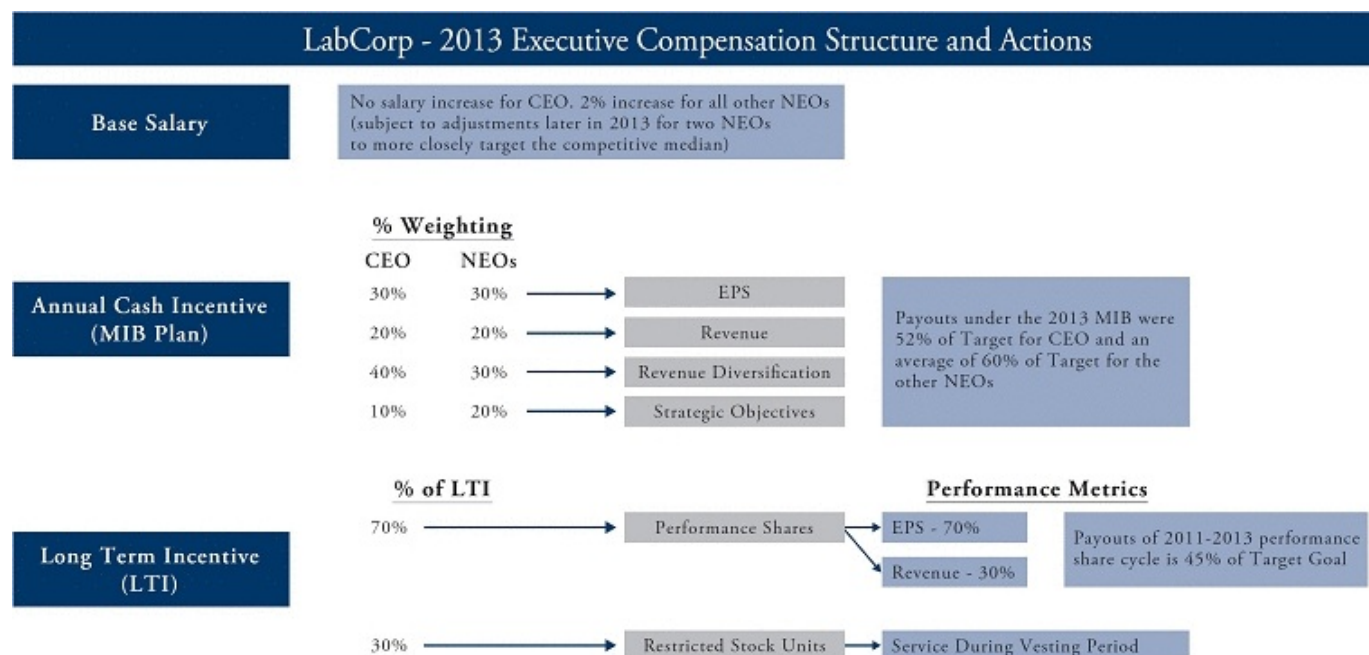 LabCorp - 2013 Executive Compensation Structure and Actions
Base Salary
No salary increase for CEO. 2% increase for all other NEOs
(subject to adjustments later in 2013 for two NEOs
to more closely target the competitive median)
% Weighting
CEO NEOs
Annual Cash Incentive
(MIB Plan)
30% 30% EPS
20% 20% Revenue
40% 30% Revenue Diversification
10% 20% Strategic Objectives
Payouts under the 2013 MIB were
52% of Target for CEO and an
average of 60% of Target for the
other NEOs
% of LTI
Performance Metrics
Long Term Incentive
(LTI)
70% Performance Shares
EPS - 70%
Revenue - 30%
Payouts of 2011-2013 performance
share cycle is 45% of Target Goal
30% Restricted Stock Units Service During Vesting Period